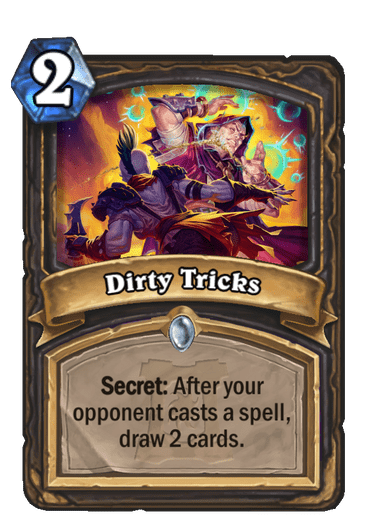 2
Dirty Tricks
Secret: After your
opponent casts a spell,
draw 2 cards.